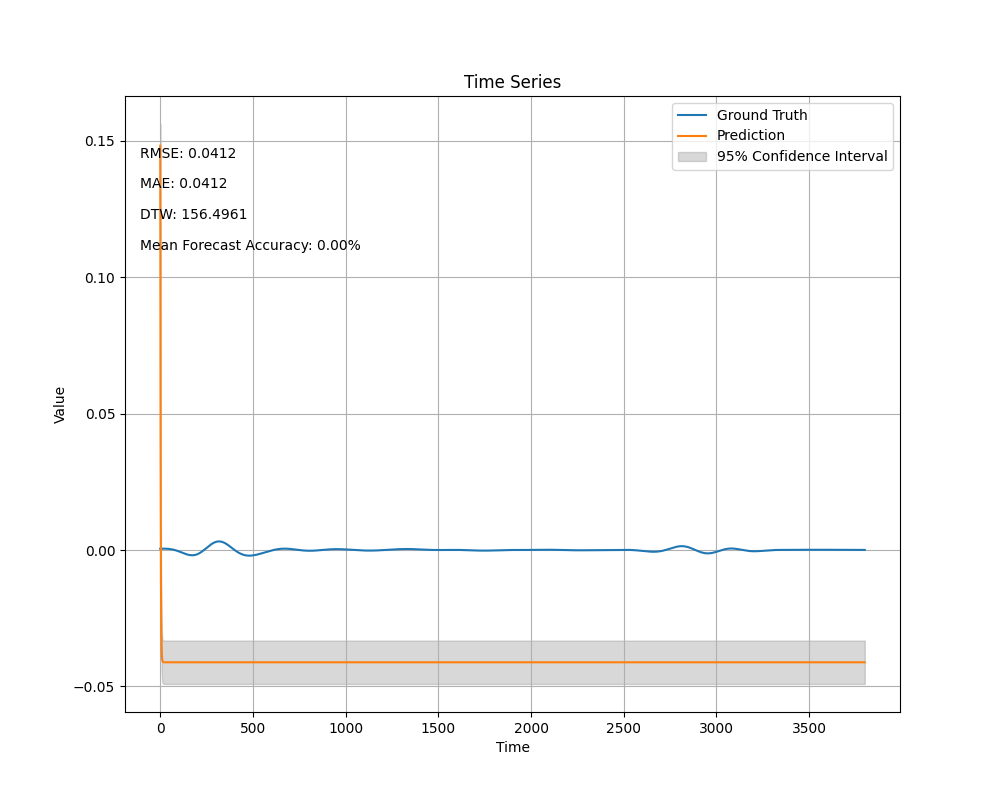 Time Series
Ground Truth
Prediction
95% Confidence Interval
RMSE: 0.0412
MAE: 0.0412
DTW: 156.4961
Mean Forecast Accuracy: 0.00%
Value
0.15
0.10
0.05
0.00
−0.05
0 500 1000 1500 2000 2500 3000 3500
Time